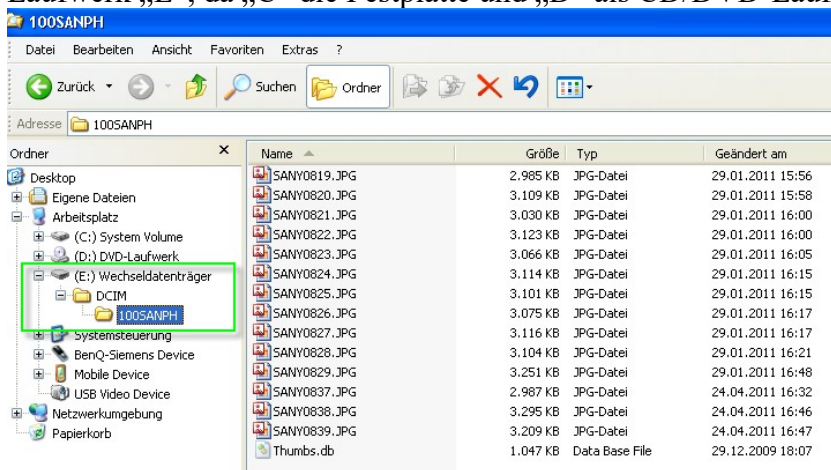 Laufwerk „E“, da „C“ die Festplatte und „D“ als CD/DVD-Lauf
100SANPH
Datei Bearbeiten Ansicht Favoriten Extras ?
Zurück Suchen Ordner
Adresse 100SANPH
Ordner x Name Größe Typ Geändert am
Desktop SANY0819.JPG 2.985 KB JPG-Datei 29.01.2011 15:56
Eigene Dateien SANY0820.JPG 3.109 KB JPG-Datei 29.01.2011 15:58
Arbeitsplatz SANY0821.JPG 3.030 KB JPG-Datei 29.01.2011 16:00
(C:) System Volume SANY0822.JPG 3.123 KB JPG-Datei 29.01.2011 16:00
(D:) DVD-Laufwerk SANY0823.JPG 3.066 KB JPG-Datei 29.01.2011 16:05
(E:) Wechseldatenträger SANY0824.JPG 3.114 KB JPG-Datei 29.01.2011 16:15
DCIM SANY0825.JPG 3.101 KB JPG-Datei 29.01.2011 16:15
100SANPH SANY0826.JPG 3.075 KB JPG-Datei 29.01.2011 16:17
Systemsteuerung SANY0827.JPG 3.116 KB JPG-Datei 29.01.2011 16:17
BenQ-Siemens Device SANY0828.JPG 3.104 KB JPG-Datei 29.01.2011 16:21
Mobile Device SANY0829.JPG 3.251 KB JPG-Datei 29.01.2011 16:48
USB Video Device SANY0837.JPG 2.987 KB JPG-Datei 24.04.2011 16:32
Netzwerkumgebung SANY0838.JPG 3.295 KB JPG-Datei 24.04.2011 16:46
Papierkorb SANY0839.JPG 3.209 KB JPG-Datei 24.04.2011 16:47
Thumbs.db 1.047 KB Data Base File 29.12.2009 18:07